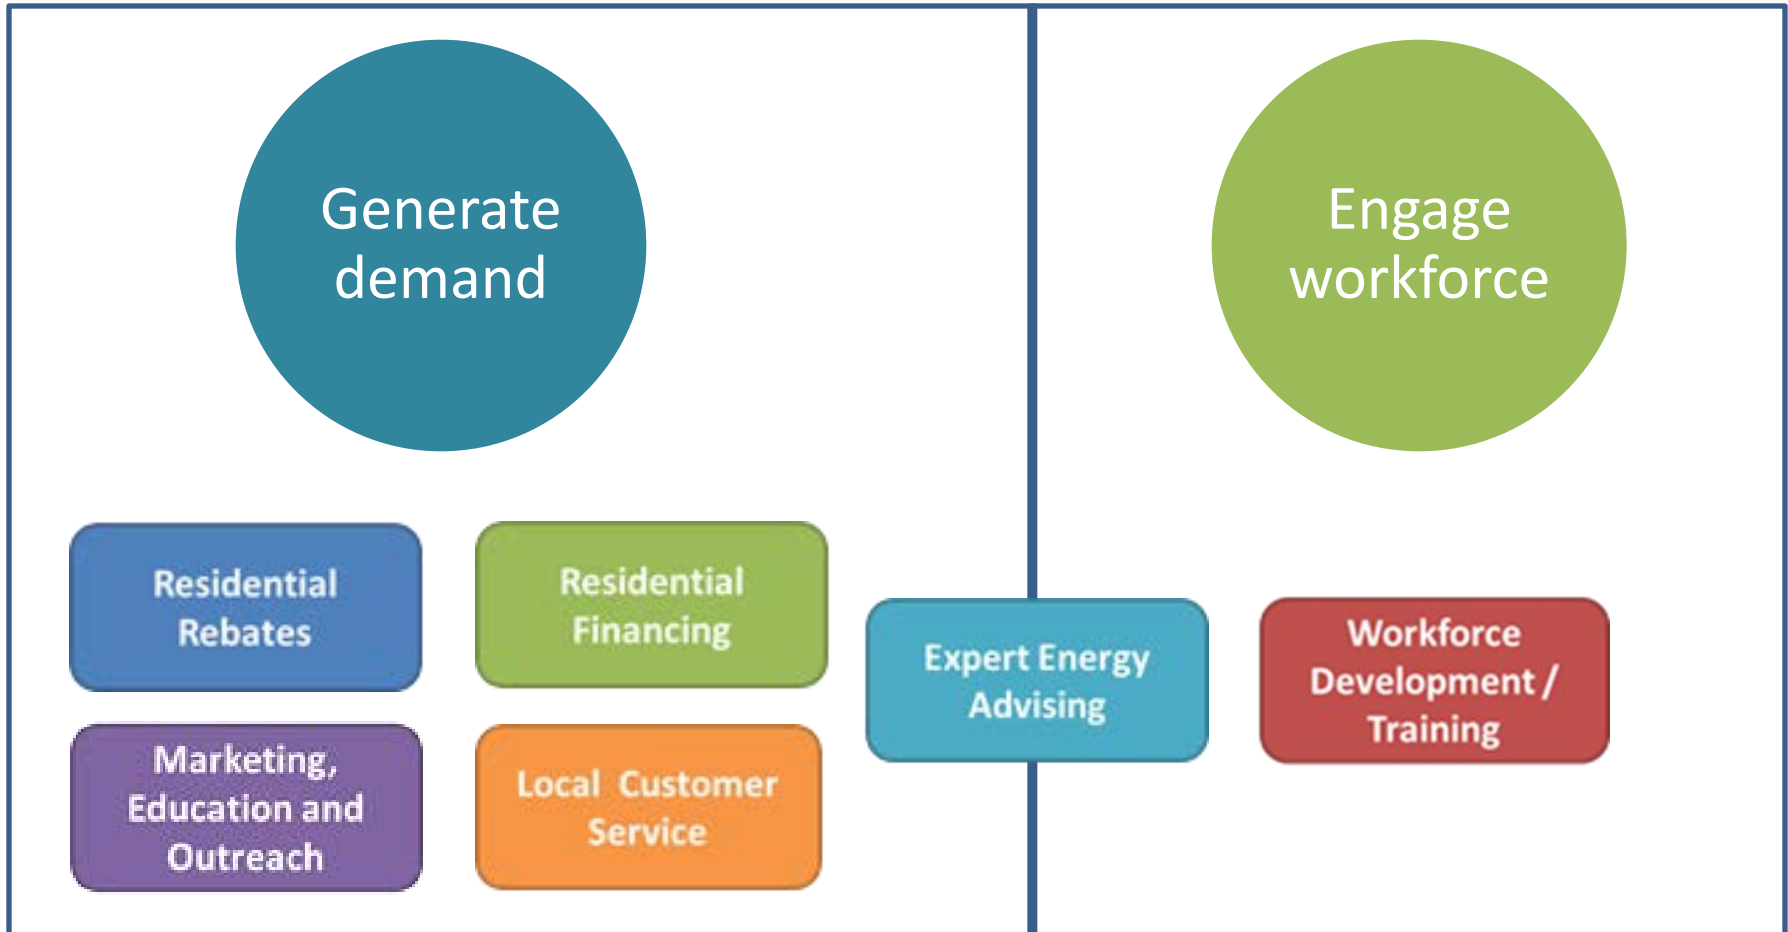 Generate
demand
Engage
workforce
Residential
Rebates
Residential
Financing
Expert Energy
Advising
Workforce
Development /
Training
Marketing,
Education and
Outreach
Local  Customer
Service